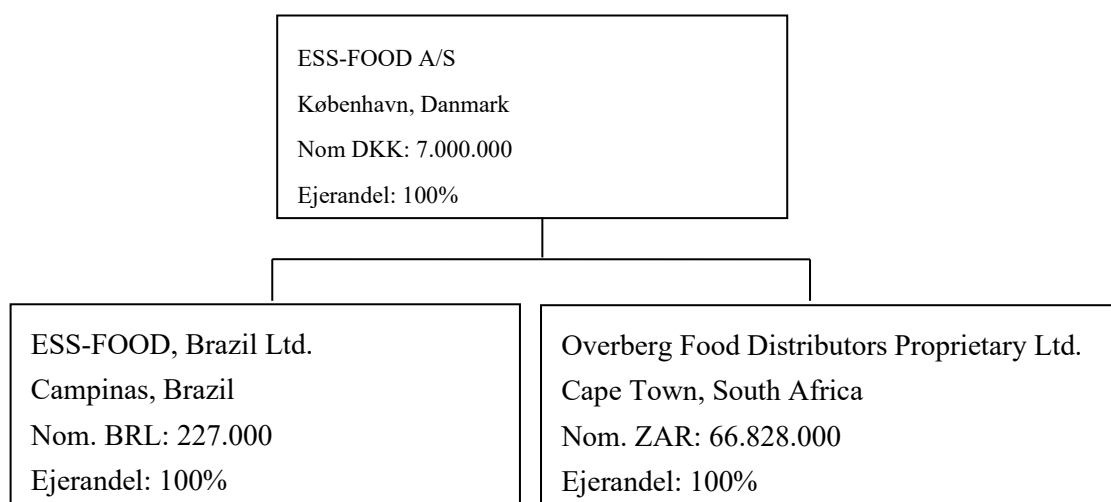 ESS-FOOD A/S
København, Danmark
Nom DKK: 7.000.000
Ejerandel: 100%
ESS-FOOD, Brazil Ltd.
Campinas, Brazil
Nom. BRL: 227.000
Ejerandel: 100%
Overberg Food Distributors Proprietary Ltd.
Cape Town, South Africa
Nom. ZAR: 66.828.000
Ejerandel: 100%